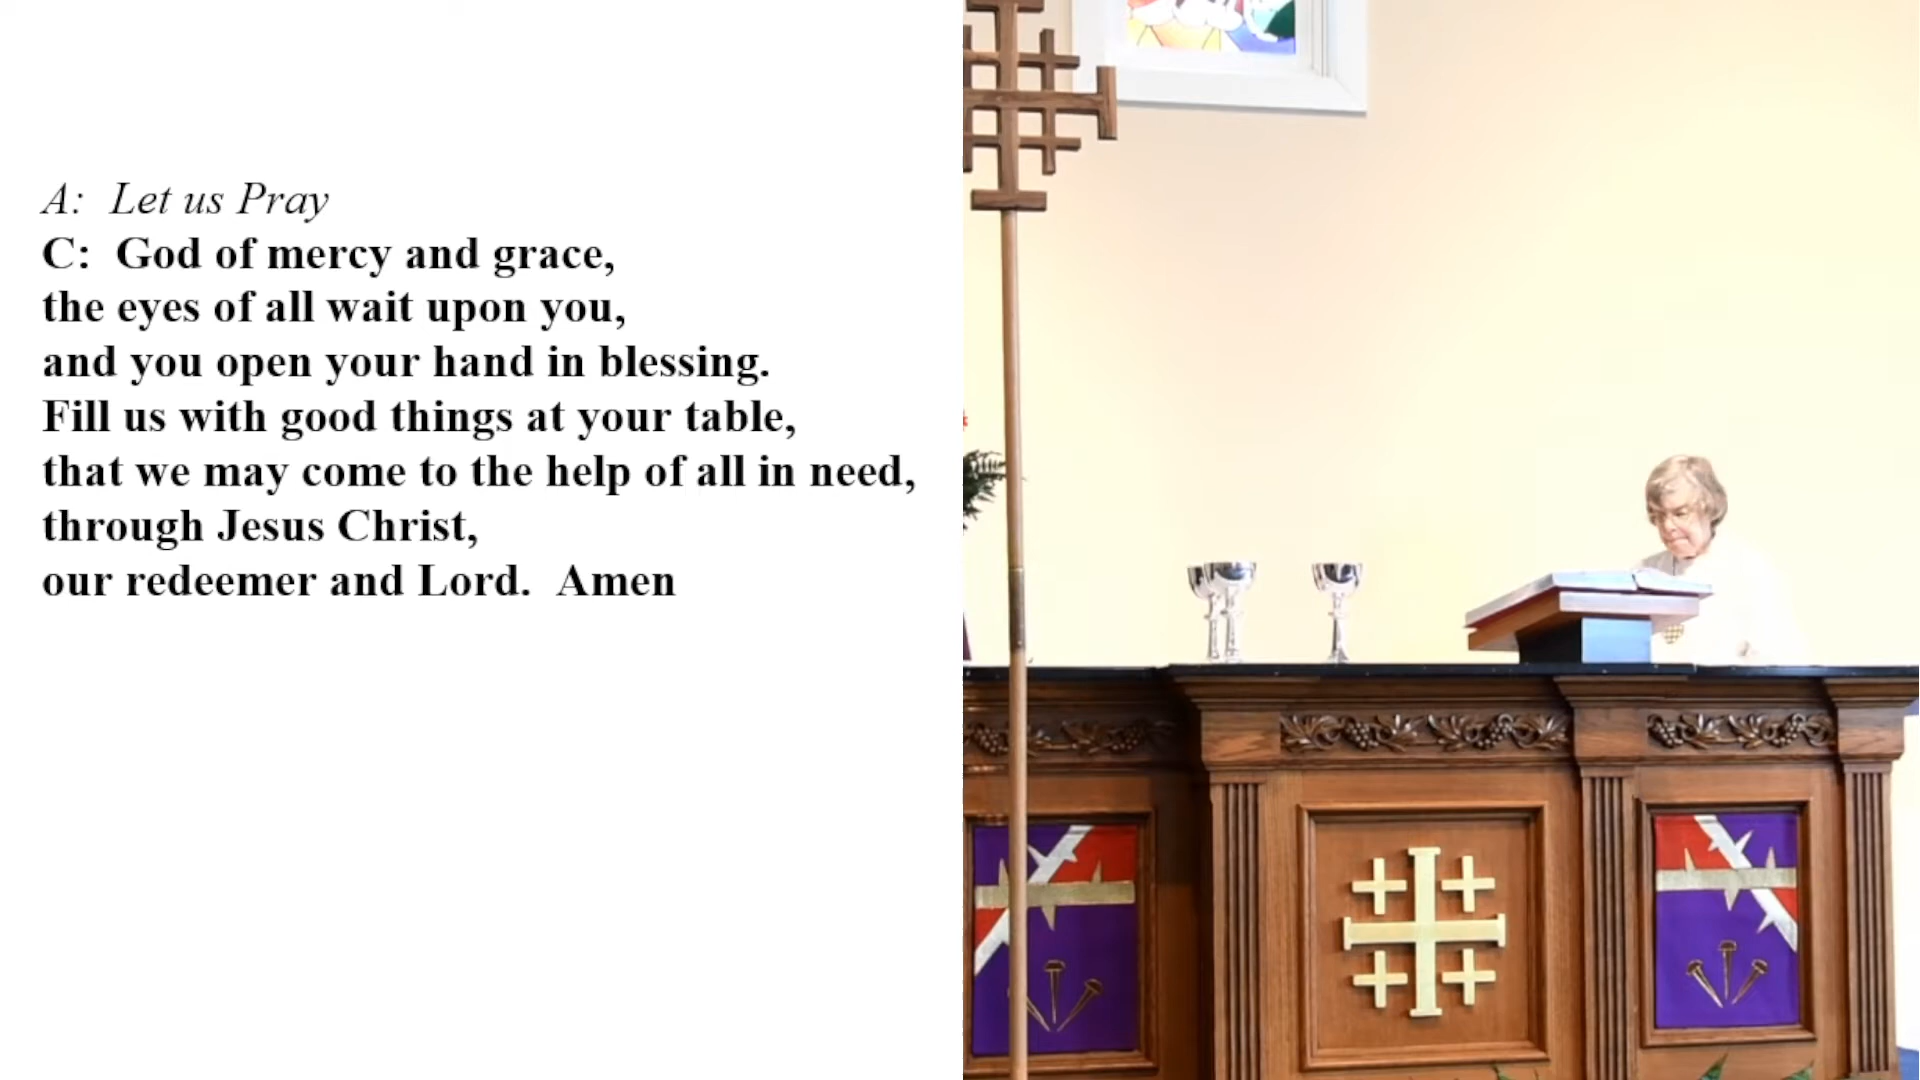 A:  Let us Pray
C:  God of mercy and grace,
the eyes of all wait upon you,
and you open your hand in blessing.
Fill us with good things at your table,
that we may come to the help of all in need,
through Jesus Christ,
our redeemer and Lord.  Amen